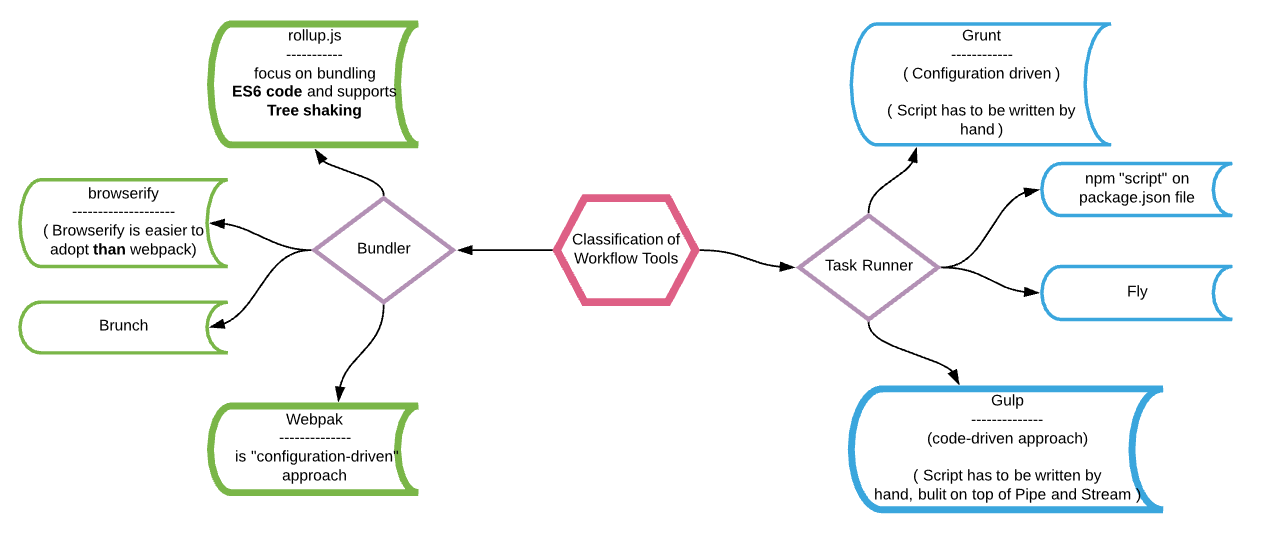 rollup.js
-----------
focus on bundling
ES6 code and supports
Tree shaking
browserify
--------------------
( Browserify is easier to
adopt than webpack)
Brunch
Webpak
--------------
is "configuration-driven"
approach
Bundler
Classification of
Workflow Tools
Task Runner
Grunt
------------
( Configuration driven )
( Script has to be written by
hand )
npm "script" on
package.json file
Fly
Gulp
--------------
(code-driven approach)
( Script has to be written by
hand, bulit on top of Pipe and Stream )